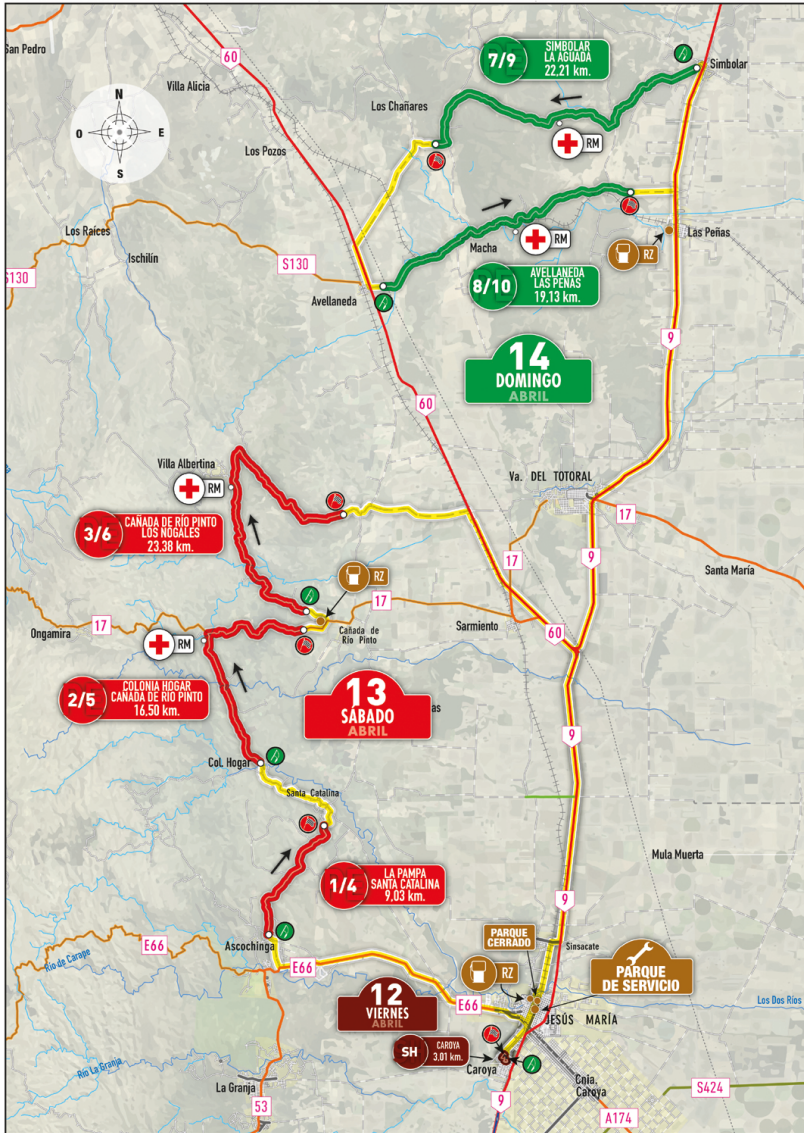 San Pedro
60
Villa Alicia
7/9
SIMBOLAR
LA AGUADA
22,21 km.
Simbolar
N
O
E
S
Los Chañares
RM
Los Pozos
Los Raíces
Ischilín
S130
S130
Macha
RM
Las Peñas
RZ
Avellaneda
8/10
AVELLANEDA
LAS PEÑAS
19,13 km.
9
14
DOMINGO
ABRIL
60
Villa Albertina
RM
Va. DEL TOTORAL
3/6
CAÑADA DE RÍO PINTO
LOS NOGALES
23,38 km.
17
17
9
Santa María
RZ
17
Ongamira
17
RM
Cañada de
Río Pinto
Sarmiento
60
2/5
COLONIA HOGAR
CAÑADA DE RÍO PINTO
16,50 km.
13
SÁBADO
ABRIL
as
9
Col. Hogar
Santa Catalina
1/4
LA PAMPA
SANTA CATALINA
9,03 km.
Mula Muerta
9
Ascochinga
E66
PARQUE
CERRADO
Sinsacate
Río de Carape
E66
RZ
PARQUE
DE SERVICIO
12
VIERNES
ABRIL
E66
JESÚS MARÍA
Los Dos Ríos
SH
CAROYA
3,01 km.
Caroya
Río La Granja
La Granja
Cnia.
Caroya
53
9
S424
A174